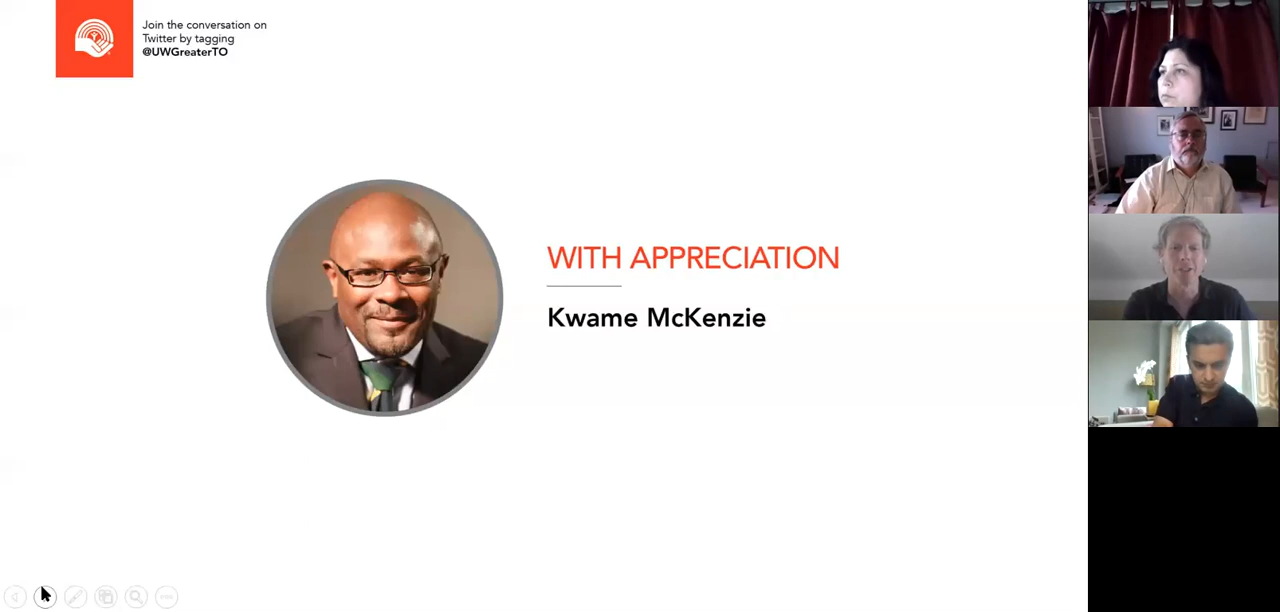 Join the conversation on
Twitter by tagging
@UWGreaterTO
WITH APPRECIATION
Kwame McKenzie